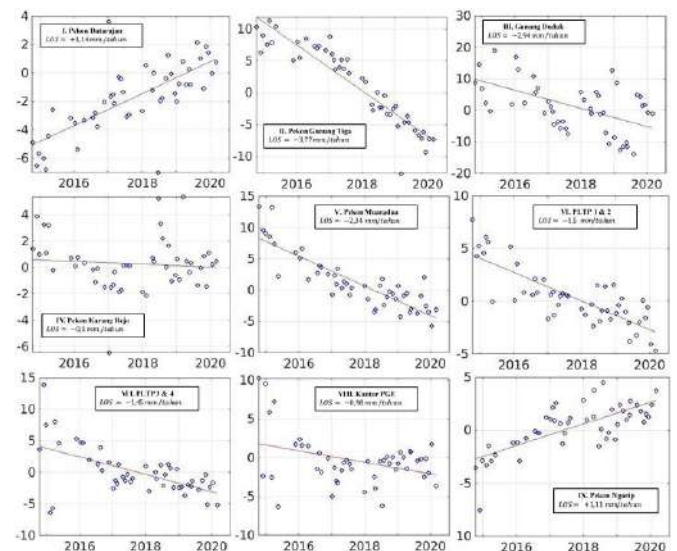 I. Pekon Datarajan
LOS = +1,14 mm/tahun
4
2
0
-2
-4
-6
2016 2018 2020
II. Pekon Gunung Tiga
LOS = -3,77 mm/tahun
10
5
0
-5
-10
2016 2018 2020
III. Gunung Duduk
LOS = -2,94 mm/tahun
30
20
10
0
-10
-20
2016 2018 2020
IV. Pekon Karang Rejo
LOS = -0,1 mm/tahun
4
2
0
-2
-4
-6
2016 2018 2020
V. Pekon Muaradua
LOS = -2,34 mm/tahun
15
10
5
0
-5
-10
2016 2018 2020
VI. PLTP 1 & 2
LOS = -1,5 mm/tahun
10
5
0
-5
2016 2018 2020
VII. PLTP 3 & 4
LOS = -1,45 mm/tahun
15
10
5
0
-5
-10
2016 2018 2020
VIII. Kantor PGE
LOS = -0,88 mm/tahun
10
5
0
-5
-10
2016 2018 2020
IX. Pekon Ngarip
LOS = +1,11 mm/tahun
5
0
-5
10
2016 2018 2020